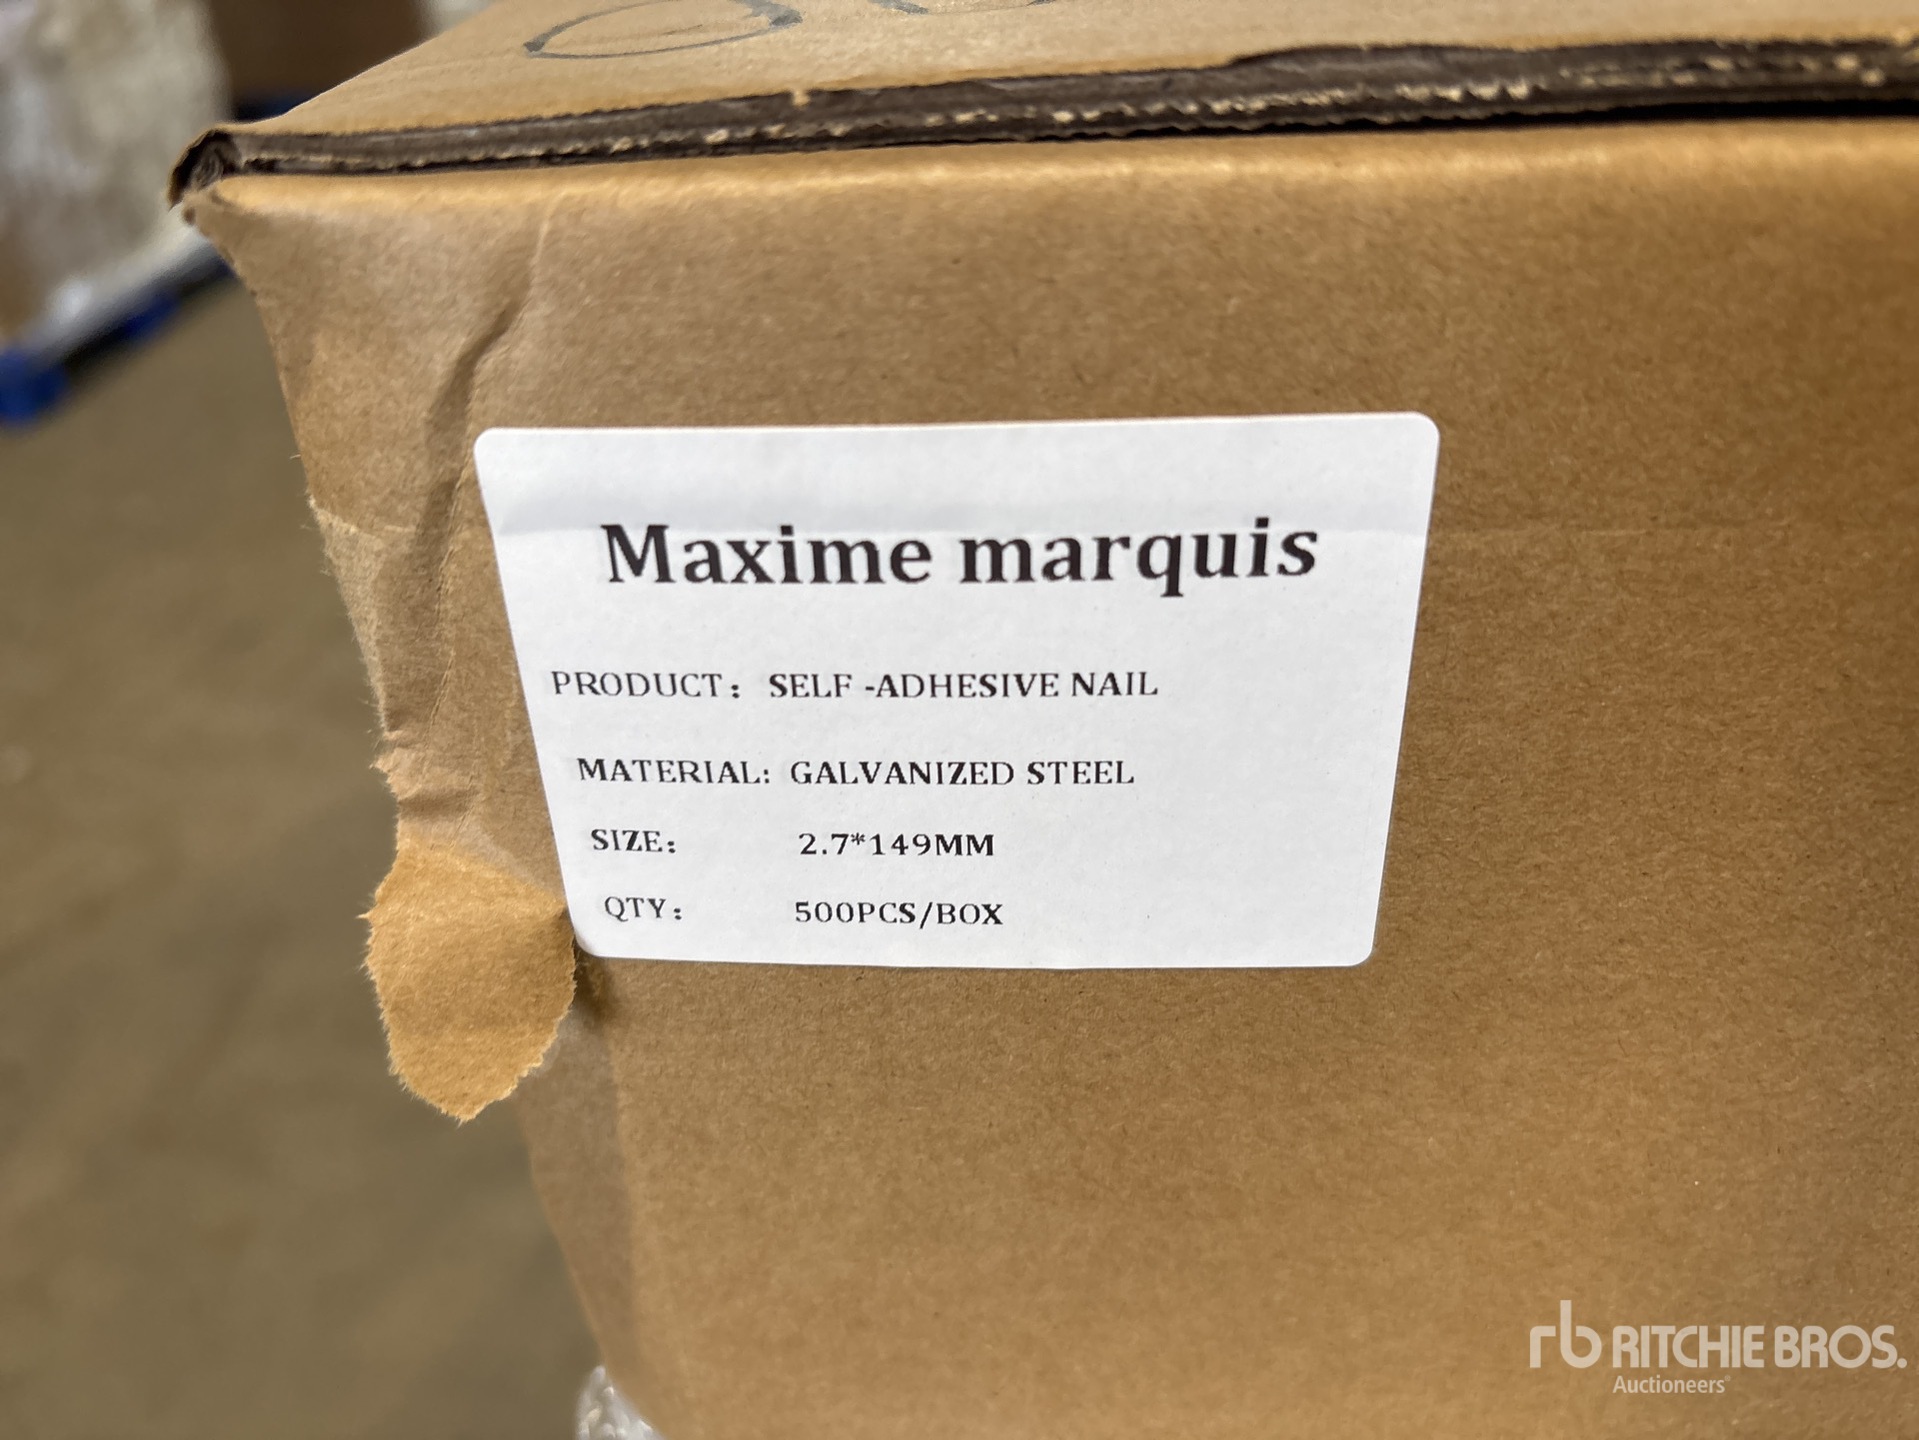 Maxime marquis
PRODUCT: SELF -ADHESIVE NAIL
MATERIAL: GALVANIZED STEEL
SIZE: 2.7*149MM
QTY: 500PCS/BOX
rb RITCHIE BROS.
Auctioneers